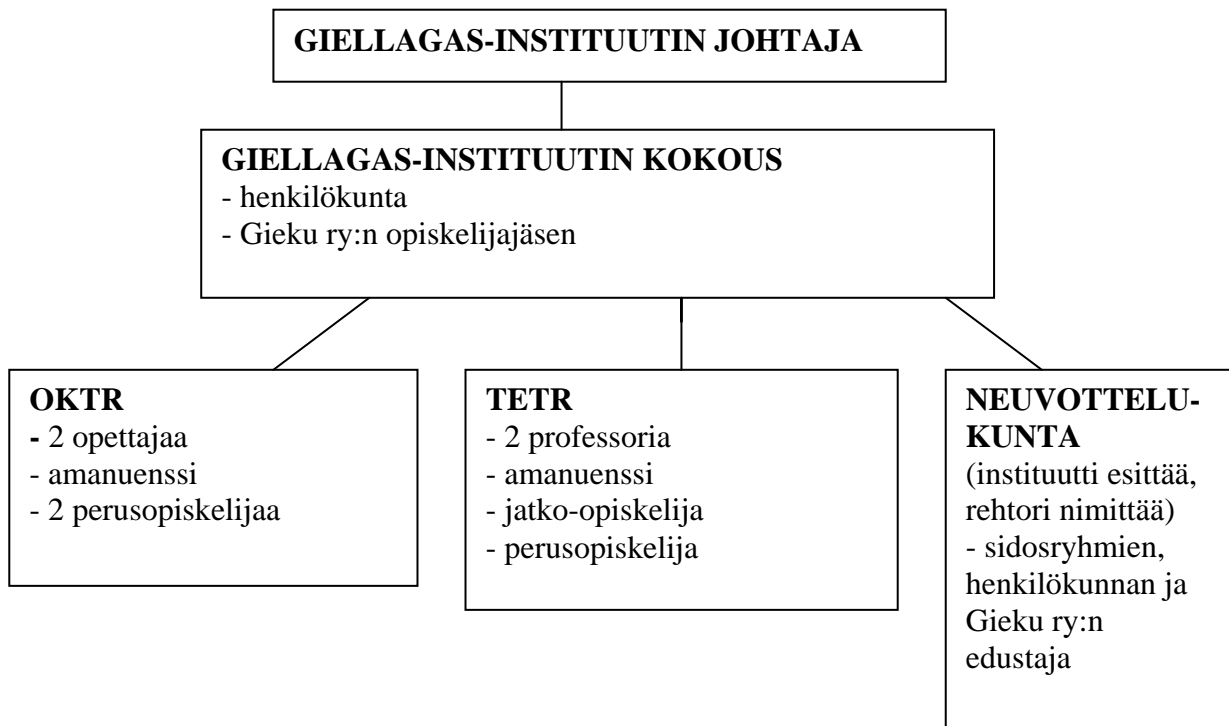 GIELLAGAS-INSTITUUTIN JOHTAJA
GIELLAGAS-INSTITUUTIN KOKOUS
- henkilökunta
- Gieku ry:n opiskelijajäsen
OKTR
- 2 opettajaa
- amanuenssi
- 2 perusopiskelijaa
TETR
- 2 professoria
- amanuenssi
- jatko-opiskelija
- perusopiskelija
NEUVOTTELU-
KUNTA
(instituutti esittää,
rehtori nimittää)
- sidosryhmien,
henkilökunnan ja
Gieku ry:n
edustaja